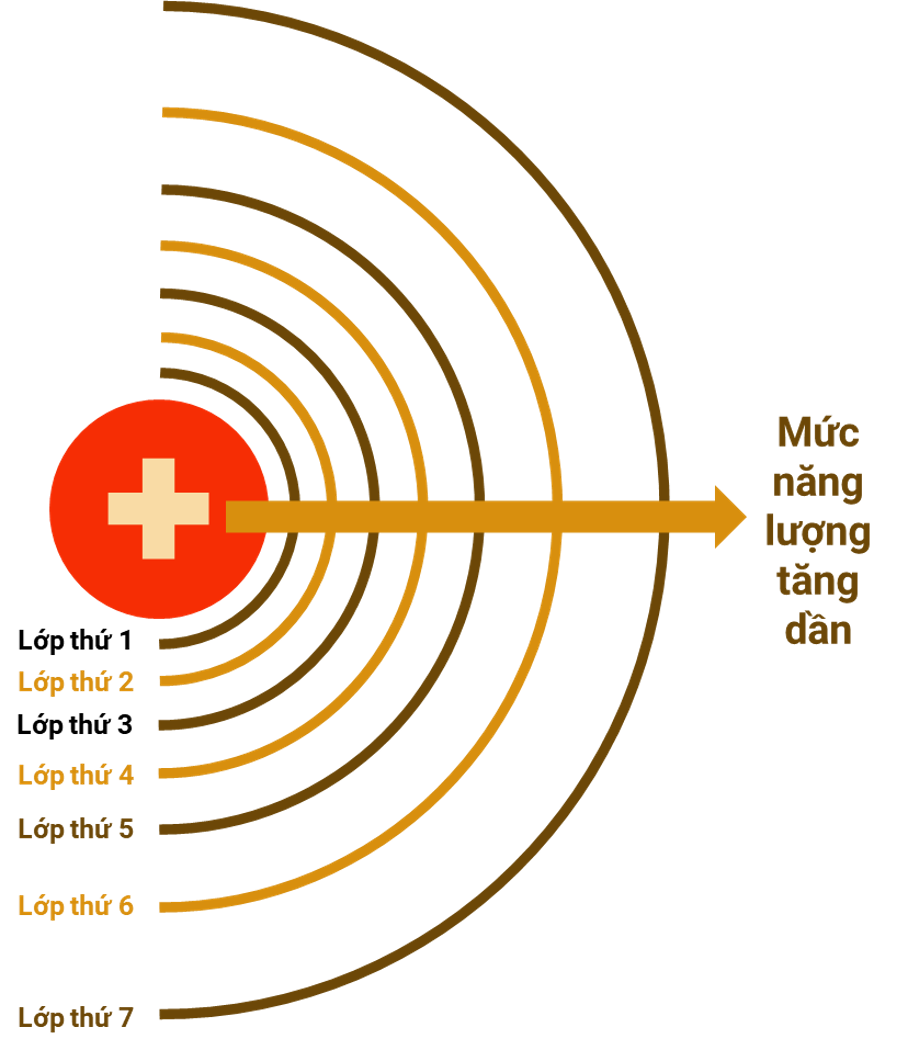 Mức
năng
lượng
tăng
dần
Lớp thứ 1
Lớp thứ 2
Lớp thứ 3
Lớp thứ 4
Lớp thứ 5
Lớp thứ 6
Lớp thứ 7